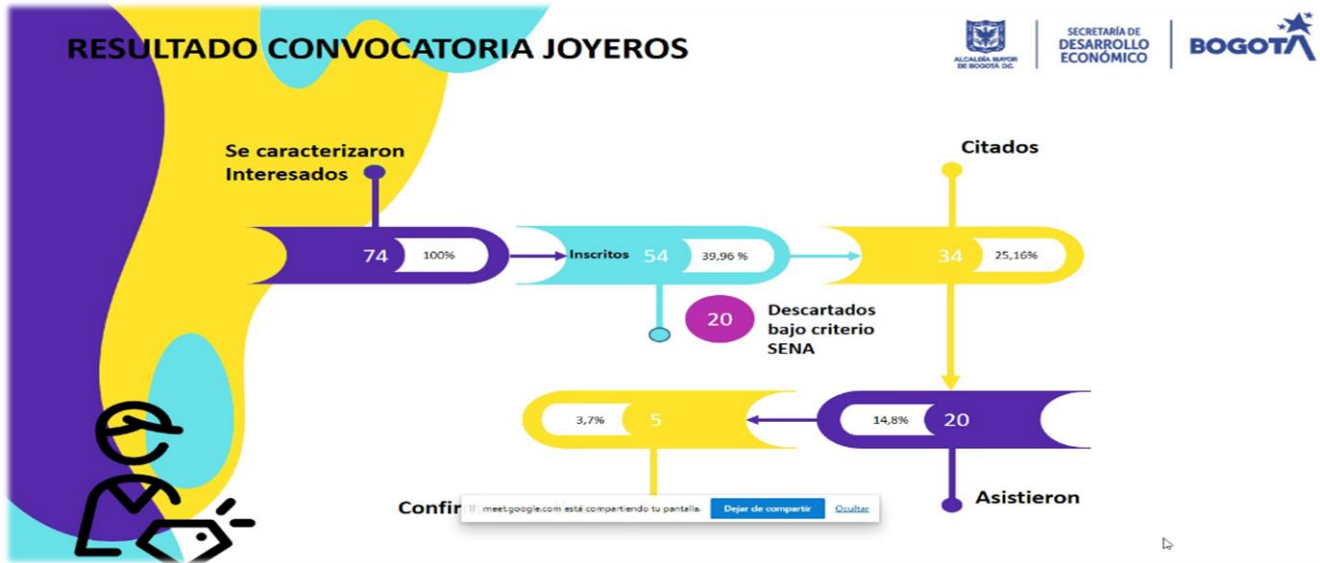 RESULTADO CONVOCATORIA JOYEROS
ALCALDÍA MAYOR
DE BOGOTÁ D.C.
SECRETARÍA DE
DESARROLLO
ECONÓMICO
BOGOTÁ
Se caracterizaron
Interesados
Citados
74 100%
Inscritos 54 39,96 %
34 25,16%
20
Descartados
bajo criterio
SENA
3,7% 5
14,8% 20
Asistieron
Confir
meet.google.com está compartiendo tu pantalla. Dejar de compartir Ocultar